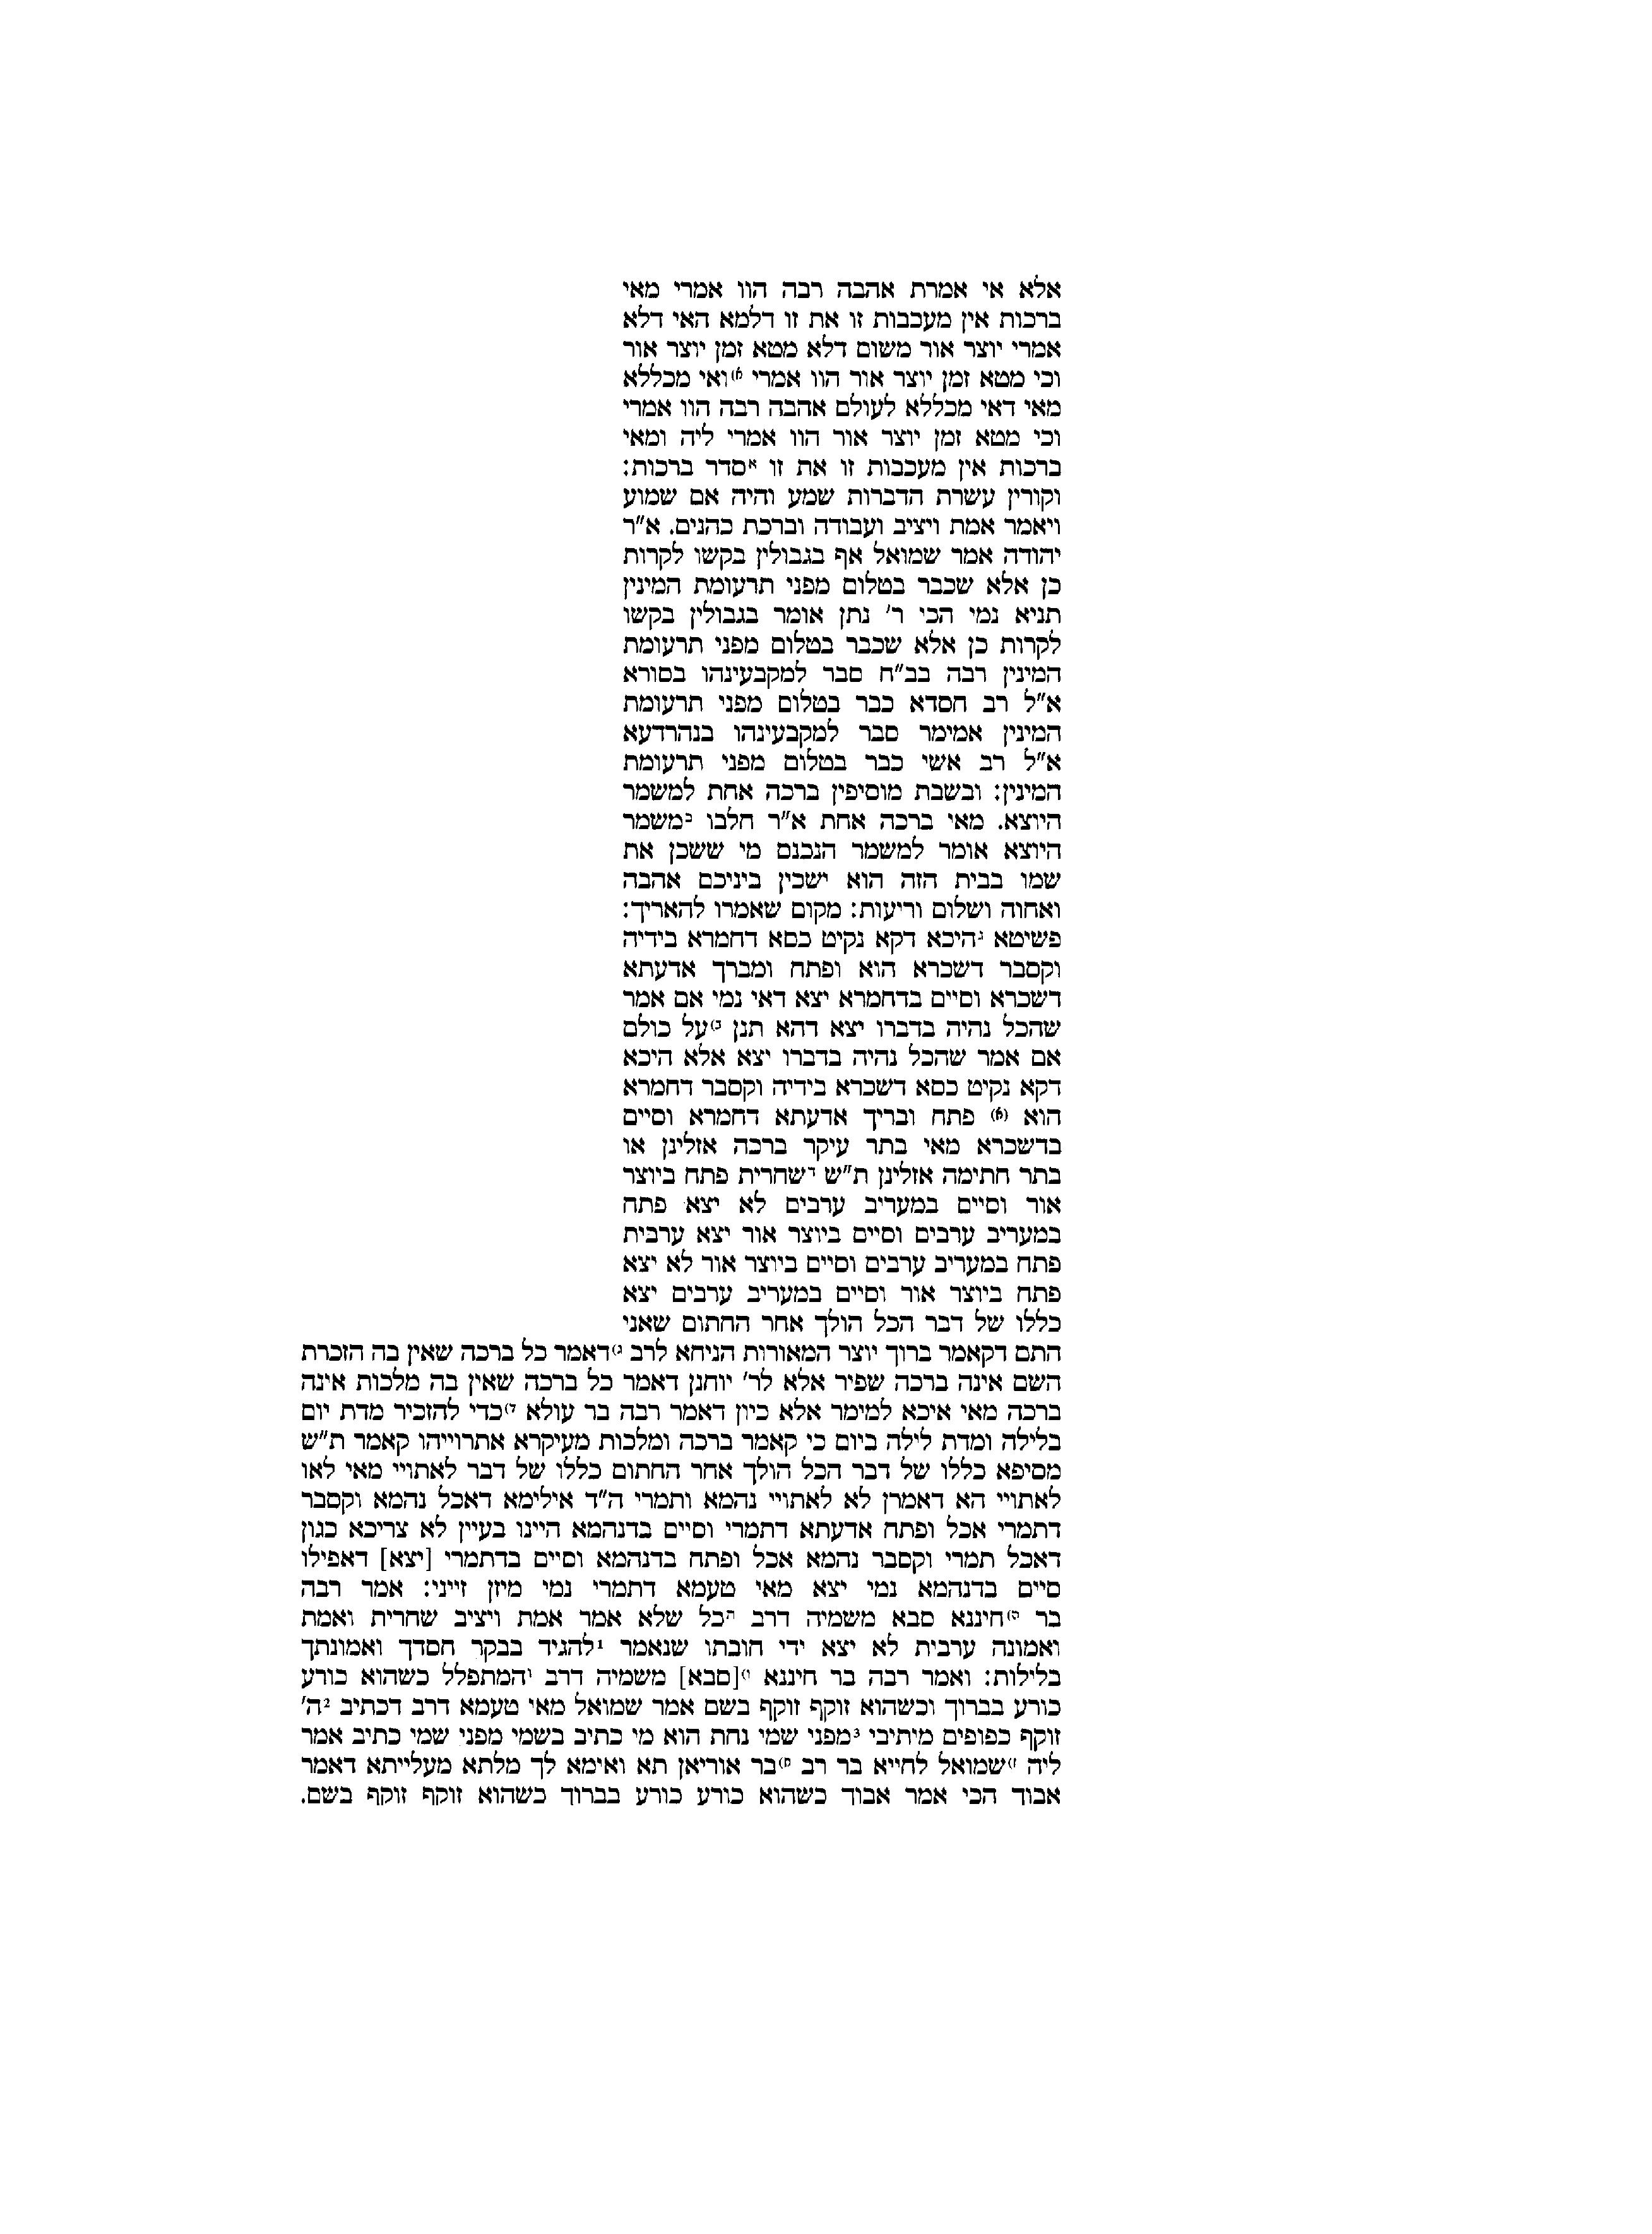 אלא אי אמרת אהבה רבה הוו אמרי מאי
ברכות אין מעכבות זו את זו דלמא האי דלא
אמרי יוצר אור משום דלא מטא זמן יוצר אור
וכי מטא זמן יוצר אור הוו אמרי א)ואי מכללא
מאי דאי מכללא לעולם אהבה רבה הוו אמרי
וכי מטא זמן יוצר אור הוו אמרי ליה ומאי
ברכות אין מעכבות זו את זו אסדר ברכות:
וקורין עשרת הדברות שמע והיה אם שמוע
ויאמר אמת ויציב ועבודה וברכת כהנים. א"ר
יהודה אמר שמואל אף בגבולין בקשו לקרות
כן אלא שכבר בטלום מפני תרעומת המינין
תניא נמי הכי ר' נתן אומר בגבולין בקשו
לקרות כן אלא שכבר בטלום מפני תרעומת
המינין רבה בב"ח סבר למקבעינהו בסורא
א"ל רב חסדא כבר בטלום מפני תרעומת
המינין אמימר סבר למקבעינהו בנהרדעא
א"ל רב אשי כבר בטלום מפני תרעומת
המינין: ובשבת מוסיפין ברכה אחת למשמר
היוצא. מאי ברכה אחת א"ר חלבו במשמר
היוצא אומר למשמר הנכנס מי ששכן את
שמו בבית הזה הוא ישכין ביניכם אהבה
ואחוה ושלום וריעות: מקום שאמרו להאריך:
פשיטא גהיכא דקא נקיט כסא דחמרא בידיה
וקסבר דשכרא הוא ופתח ומברך אדעתא
דשכרא וסיים בדחמרא יצא דאי נמי אם אמר
שהכל נהיה בדברו יצא דהא תנן ב)על כולם
אם אמר שהכל נהיה בדברו יצא אלא היכא
דקא נקיט כסא דשכרא בידיה וקסבר דחמרא
הוא (א) פתח ובריך אדעתא דחמרא וסיים
בדשכרא מאי בתר עיקר ברכה אזלינן או
בתר חתימה אזלינן ת"ש דשחרית פתח ביוצר
אור וסיים במעריב ערבים לא יצא פתח
במעריב ערבים וסיים ביוצר אור יצא ערבית
פתח במעריב ערבים וסיים ביוצר אור לא יצא
פתח ביוצר אור וסיים במעריב ערבים יצא
כללו של דבר הכל הולך אחר החתום שאני
התם דקאמר ברוך יוצר המאורות הניחא לרב ג)דאמר כל ברכה שאין בה הזכרת
השם אינה ברכה שפיר אלא לר' יוחנן דאמר כל ברכה שאין בה מלכות אינה
ברכה מאי איכא למימר אלא כיון דאמר רבה בר עולא ד)כדי להזכיר מדת יום
בלילה ומדת לילה ביום כי קאמר ברכה ומלכות מעיקרא אתרוייהו קאמר ת"ש
מסיפא כללו של דבר הכל הולך אחר החתום כללו של דבר לאתויי מאי לאו
לאתויי הא דאמרן לא לאתויי נהמא ותמרי ה"ד אילימא דאכל נהמא וקסבר
דתמרי אכל ופתח אדעתא דתמרי וסיים בדנהמא היינו בעיין לא צריכא כגון
דאכל תמרי וקסבר נהמא אכל ופתח בדנהמא וסיים בדתמרי [יצא] דאפילו
סיים בדנהמא נמי יצא מאי טעמא דתמרי נמי מיזן זייני: אמר רבה
בר ה)חיננא סבא משמיה דרב הכל שלא אמר אמת ויציב שחרית ואמת
ואמונה ערבית לא יצא ידי חובתו שנאמר 1להגיד בבקר חסדך ואמונתך
בלילות: ואמר רבה בר חיננא ו)[סבא] משמיה דרב והמתפלל כשהוא כורע
כורע בברוך וכשהוא זוקף זוקף בשם אמר שמואל מאי טעמא דרב דכתיב 2ה'
זוקף כפופים מיתיבי 3מפני שמי נחת הוא מי כתיב בשמי מפני שמי כתיב אמר
ליה ז)שמואל לחייא בר רב ח)בר אוריאן תא ואימא לך מלתא מעלייתא דאמר
אבוך הכי אמר אבוך כשהוא כורע כורע בברוך כשהוא זוקף זוקף בשם.